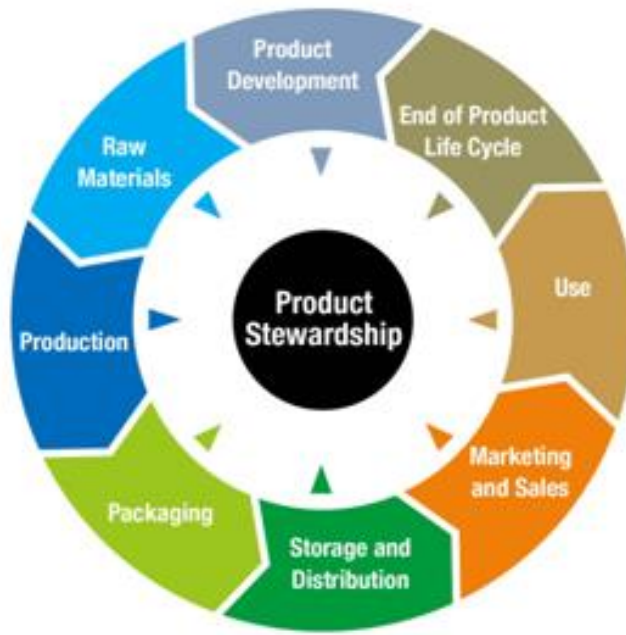 Product
Development
End of Product
Life Cycle
Use
Marketing
and Sales
Storage and
Distribution
Packaging
Production
Raw
Materials
Product
Stewardship